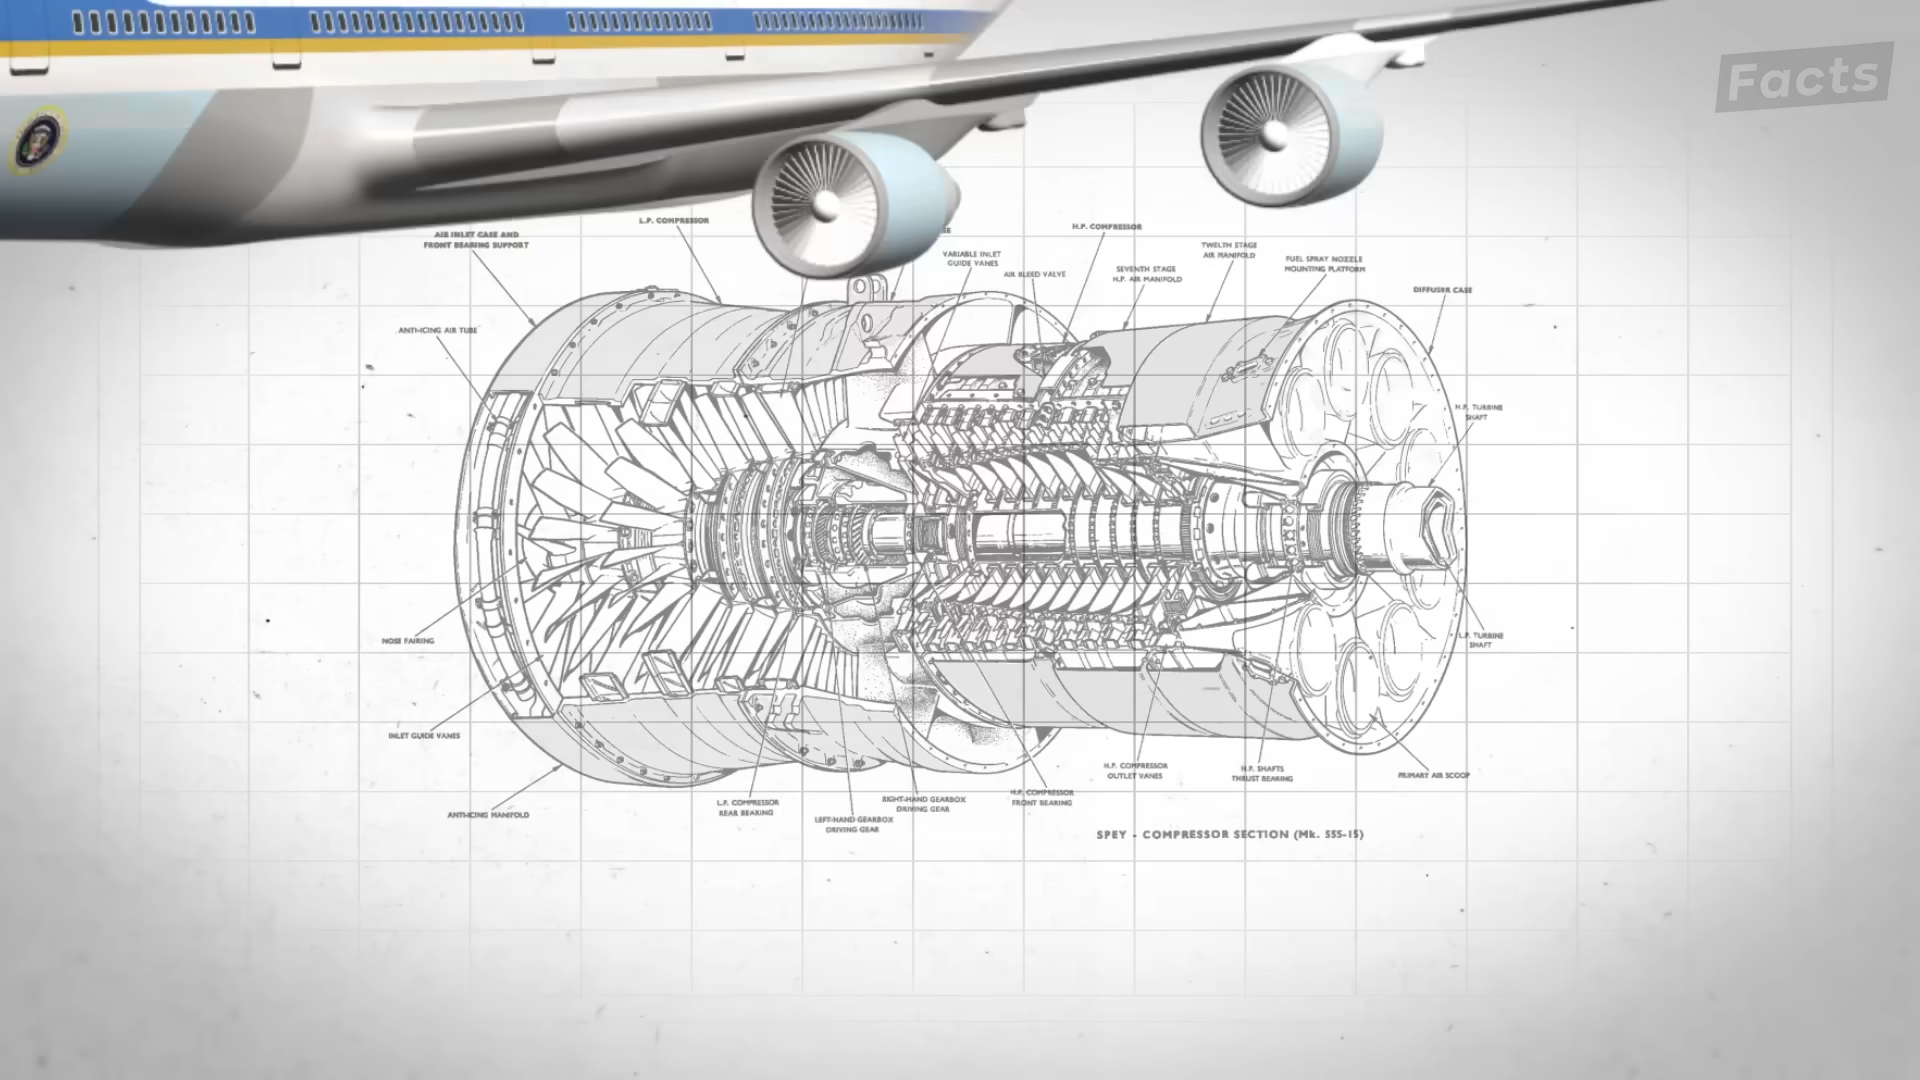 Facts
L.P. COMPRESSOR
AIR INLET CASE AND
FRONT BEARING SUPPORT
H.P. COMPRESSOR
VARIABLE INLET
GUIDE VANES
AIR BLEED VALVE
SEVENTH STAGE
H.P. AIR MANIFOLD
TWELTH STAGE
AIR MANIFOLD
FUEL SPRAY NOZZLE
MOUNTING PLATFORM
DIFFUSER CASE
ANTI-ICING AIR TUBE
H.P. TURBINE
SHAFT
NOSE FAIRING
L.P. TURBINE
SHAFT
INLET GUIDE VANES
ANTI-ICING MANIFOLD
L.P. COMPRESSOR
REAR BEARING
LEFT-HAND GEARBOX
DRIVING GEAR
RIGHT-HAND GEARBOX
DRIVING GEAR
H.P. COMPRESSOR
FRONT BEARING
H.P. COMPRESSOR
OUTLET VANES
H.P. SHAFTS
THRUST BEARING
PRIMARY AIR SCOOP
SPEY - COMPRESSOR SECTION (Mk. 555-15)